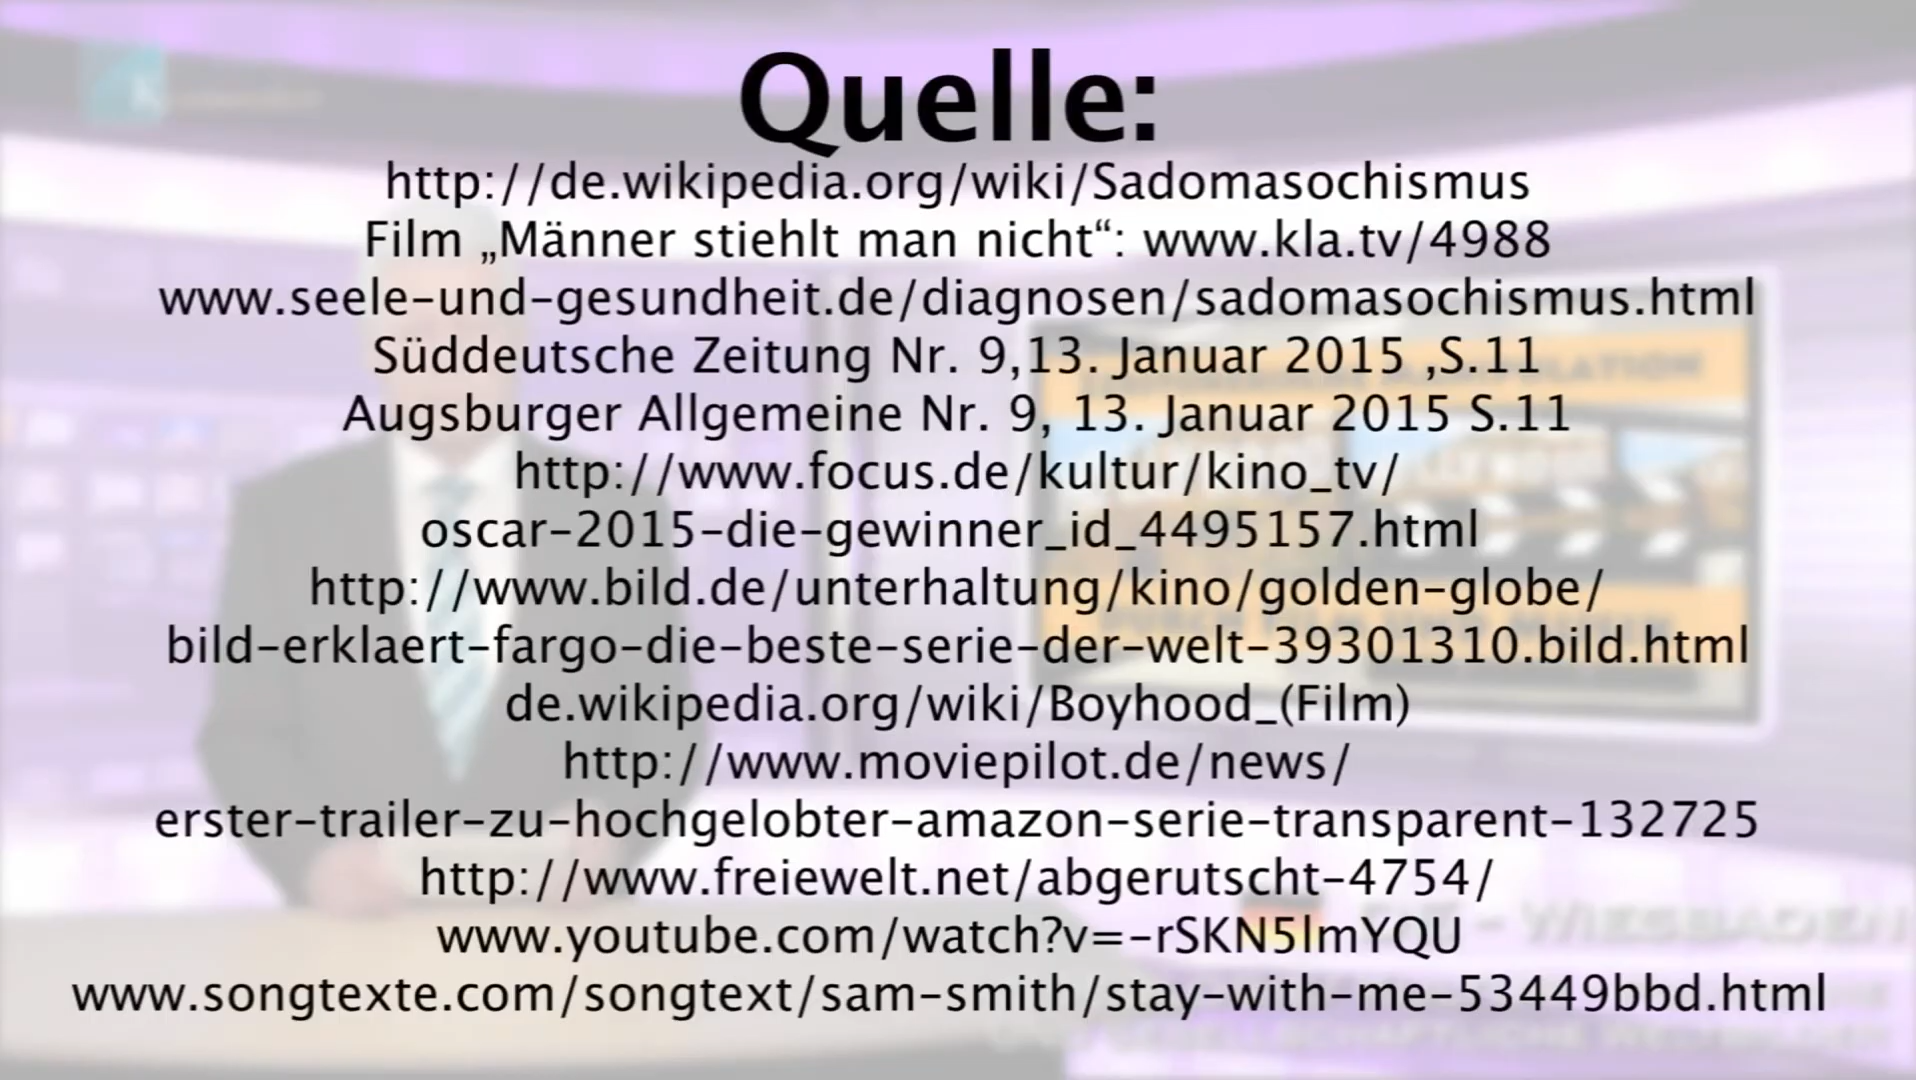 Quelle:
http://de.wikipedia.org/wiki/Sadomasochismus
Film „Männer stiehlt man nicht“: www.kla.tv/4988
www.seele-und-gesundheit.de/diagnosen/sadomasochismus.html
Süddeutsche Zeitung Nr. 9,13. Januar 2015 ,S.11
Augsburger Allgemeine Nr. 9, 13. Januar 2015 S.11
http://www.focus.de/kultur/kino_tv/
oscar-2015-die-gewinner_id_4495157.html
http://www.bild.de/unterhaltung/kino/golden-globe/
bild-erklaert-fargo-die-beste-serie-der-welt-39301310.bild.html
de.wikipedia.org/wiki/Boyhood_(Film)
http://www.moviepilot.de/news/
erster-trailer-zu-hochgelobter-amazon-serie-transparent-132725
http://www.freiewelt.net/abgerutscht-4754/
www.youtube.com/watch?v=-rSKN5lmYQU
www.songtexte.com/songtext/sam-smith/stay-with-me-53449bbd.html
- WIESBADEN